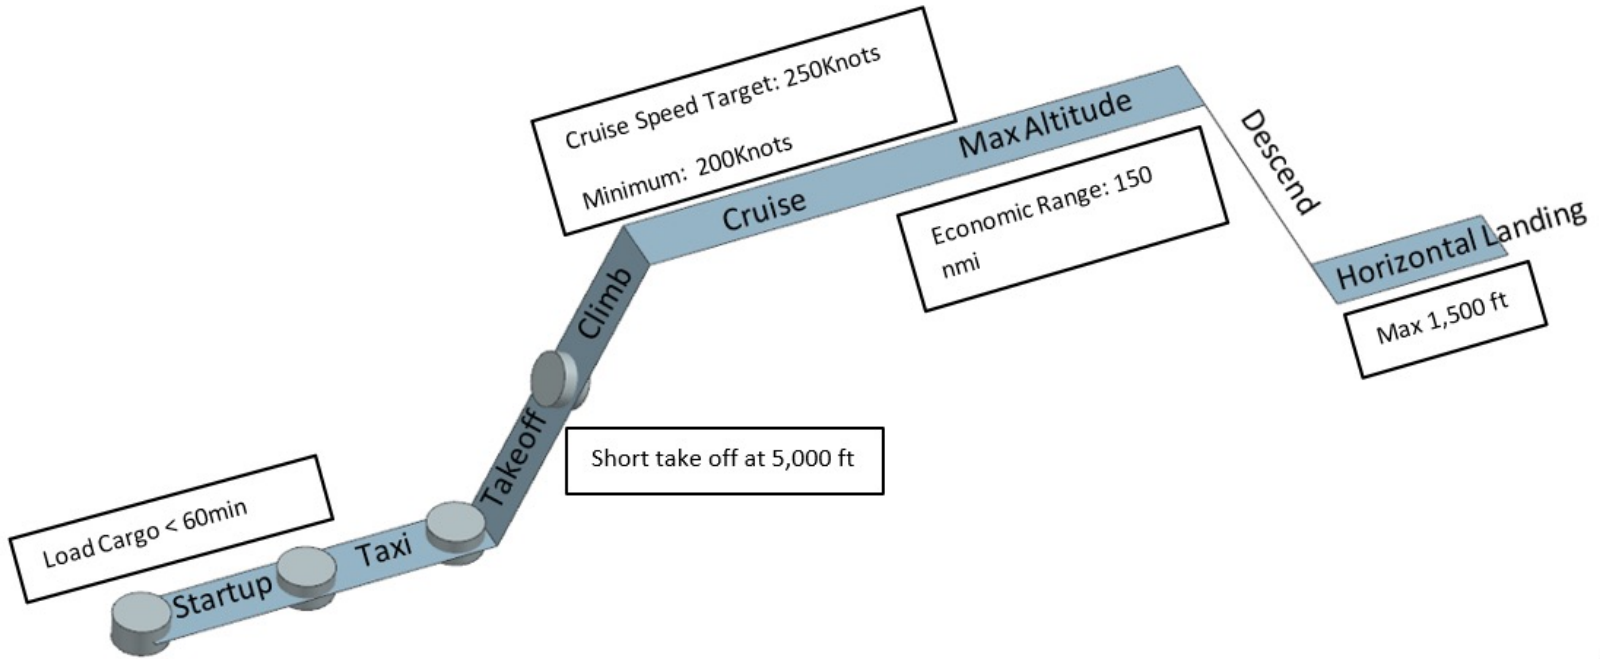 Cruise Speed Target: 250Knots
Minimum: 200Knots
Max Altitude
Cruise
Descend
Economic Range: 150
nmi
Horizontal Landing
Max 1,500 ft
Climb
Takeoff
Short take off at 5,000 ft
Load Cargo < 60min
Taxi
Startup